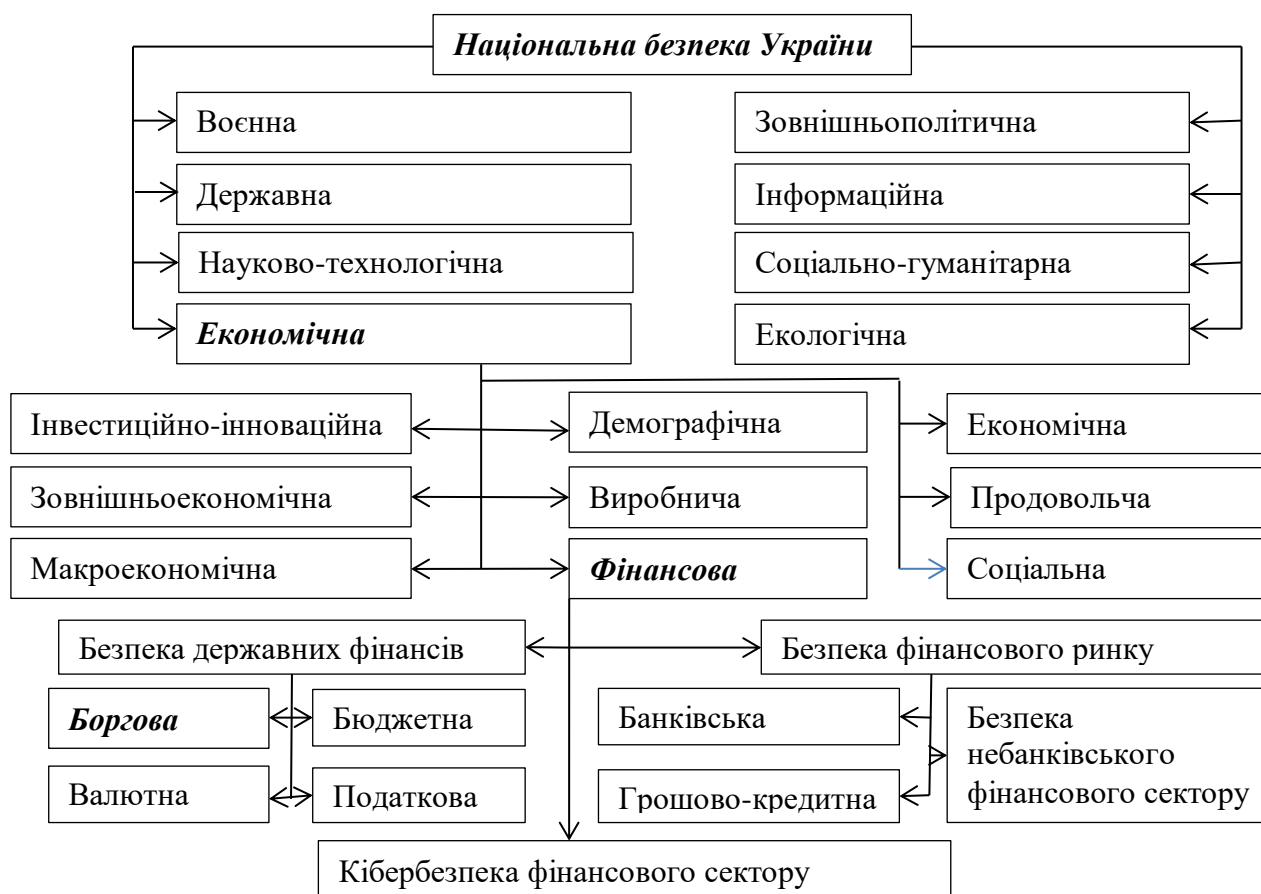 Національна безпека України
Воєнна
Зовнішньополітична
Державна
Інформаційна
Науково-технологічна
Соціально-гуманітарна
Економічна
Екологічна
Інвестиційно-інноваційна
Демографічна
Економічна
Зовнішньоекономічна
Виробнича
Продовольча
Макроекономічна
Фінансова
Соціальна
Безпека державних фінансів
Безпека фінансового ринку
Боргова
Бюджетна
Банківська
Безпека
небанківського
фінансового сектору
Валютна
Податкова
Грошово-кредитна
Кібербезпека фінансового сектору